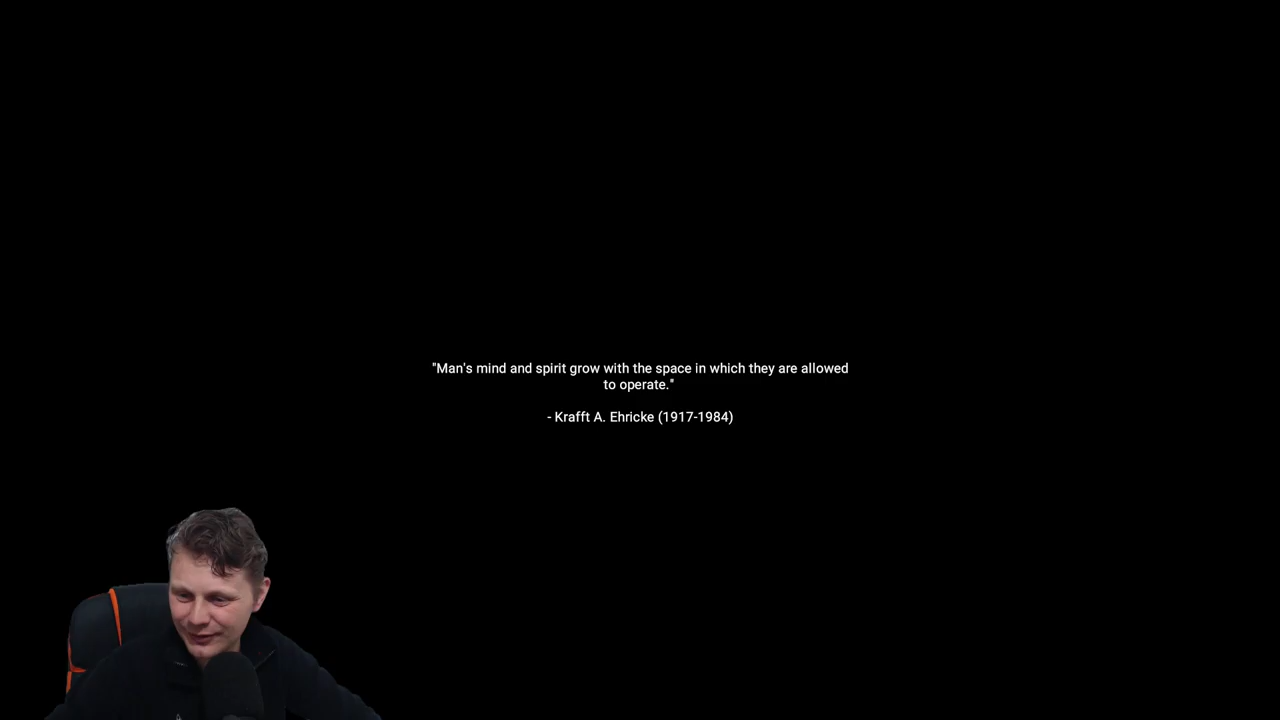 "Man's mind and spirit grow with the space in which they are allowed
to operate."
- Krafft A. Ehricke (1917-1984)